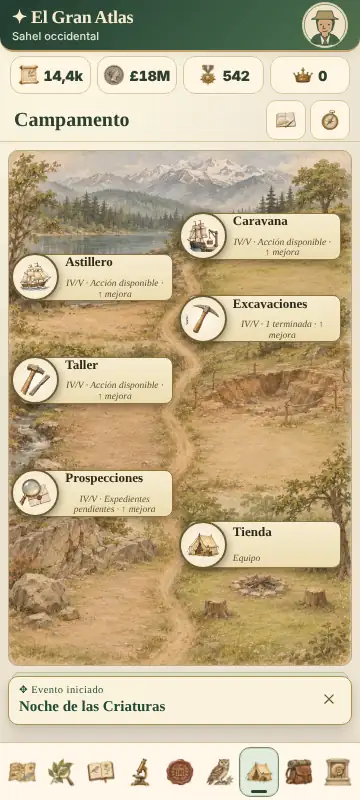 ✦ El Gran Atlas
Sahel occidental
14,4k
£18M
542
0
Campamento
Caravana
IV/V · Acción disponible ·
↑ mejora
Astillero
IV/V · Acción disponible ·
↑ mejora
Excavaciones
IV/V · 1 terminada · ↑
mejora
Taller
IV/V · Acción disponible ·
↑ mejora
Prospecciones
IV/V · Expedientes
pendientes · ↑ mejora
Tienda
Equipo
✥ Evento iniciado
Noche de las Criaturas
×